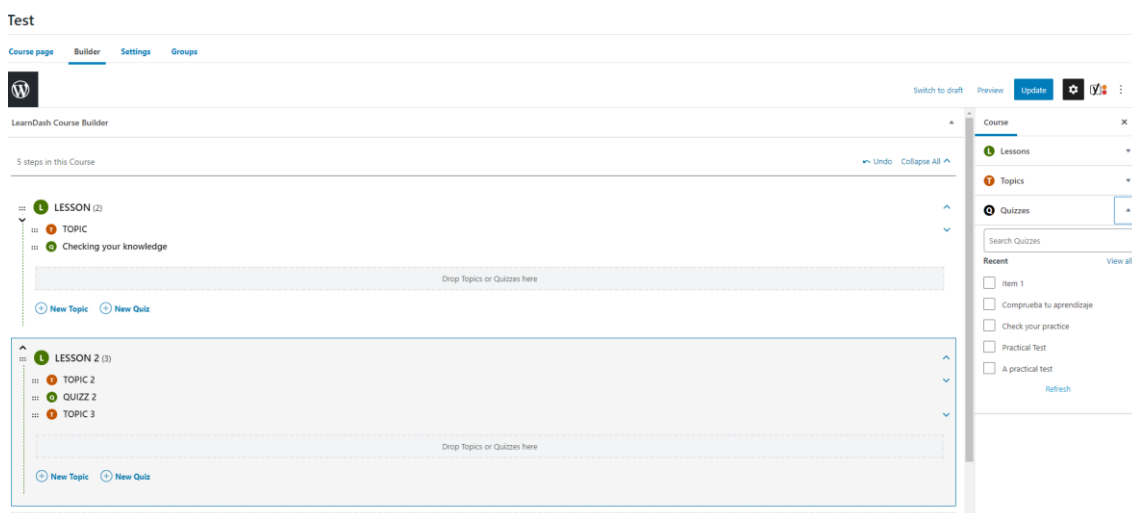 Test
Course page Builder Settings Groups
Switch to draft Preview Update
LearnDash Course Builder
5 steps in this Course Undo Collapse All
L LESSON (2)
T TOPIC
Q Checking your knowledge
Drop Topics or Quizzes here
New Topic New Quiz
L LESSON 2 (3)
T TOPIC 2
Q QUIZZ 2
T TOPIC 3
Drop Topics or Quizzes here
New Topic New Quiz
Course
L Lessons
T Topics
Q Quizzes
Search Quizzes
Recent View all
Item 1
Comprueba tu aprendizaje
Check your practice
Practical Test
A practical test
Refresh